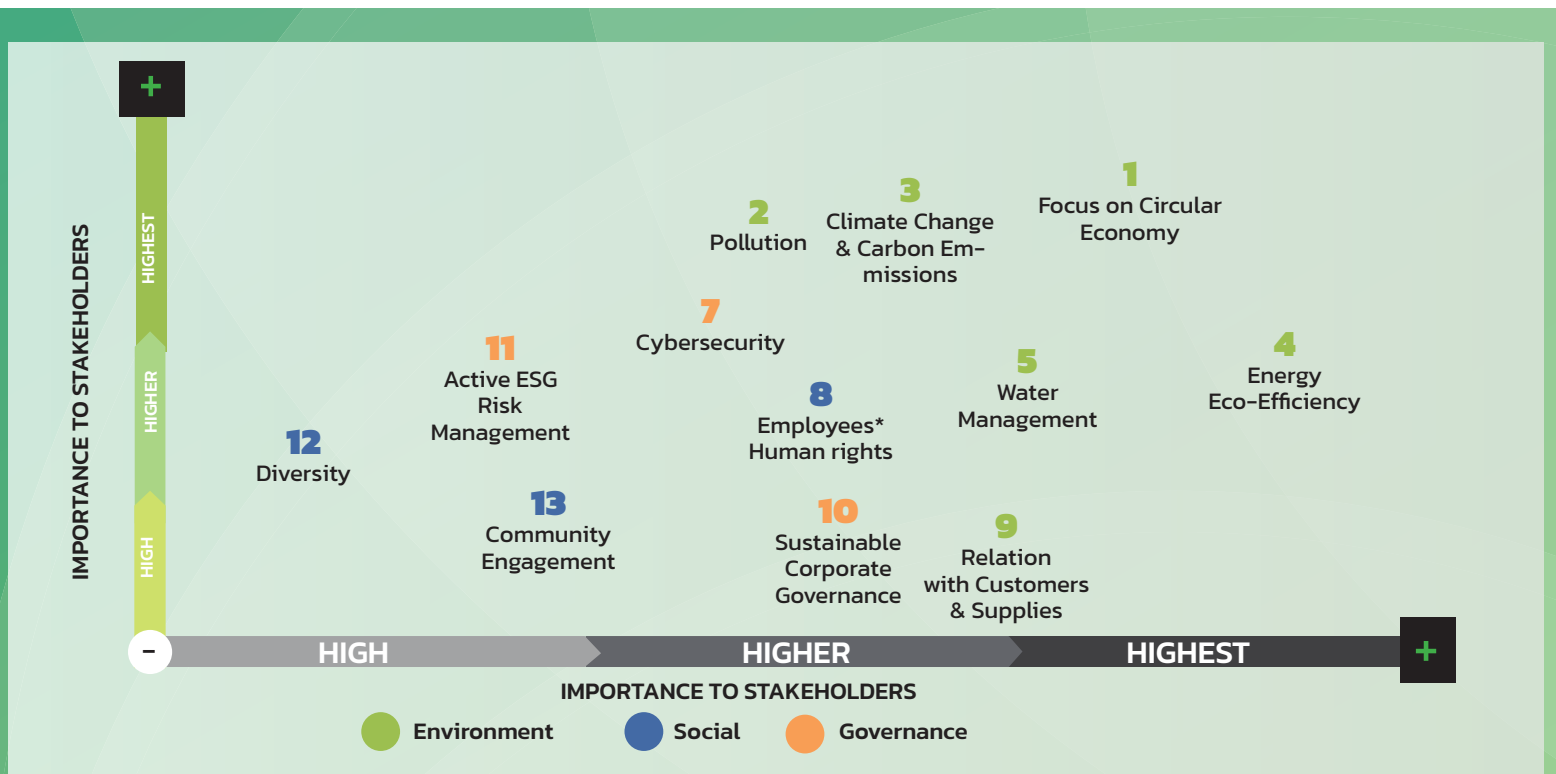 +
IMPORTANCE TO STAKEHOLDERS
HIGHEST
HIGHER
HIGH
1
Focus on Circular
Economy
3
Climate Change
& Carbon Em-
missions
2
Pollution
7
Cybersecurity
11
Active ESG
Risk
Management
4
Energy
Eco-Efficiency
5
Water
Management
8
Employees*
Human rights
12
Diversity
13
Community
Engagement
10
Sustainable
Corporate
Governance
9
Relation
with Customers
& Supplies
-
HIGH
HIGHER
HIGHEST
+
IMPORTANCE TO STAKEHOLDERS
Environment
Social
Governance